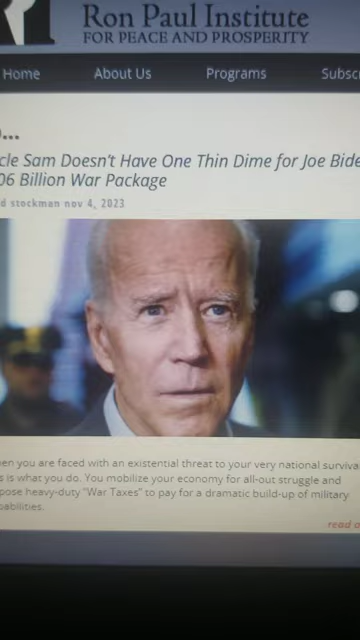 Ron Paul Institute
FOR PEACE AND PROSPERITY
Home About Us Programs Subsc
...
cle Sam Doesn't Have One Thin Dime for Joe Bide
06 Billion War Package
d stockman nov 4, 2023
en you are faced with an existential threat to your very national surviva
s is what you do. You mobilize your economy for all-out struggle and
pose heavy-duty "War Taxes" to pay for a dramatic build-up of military
pabilities.
read o